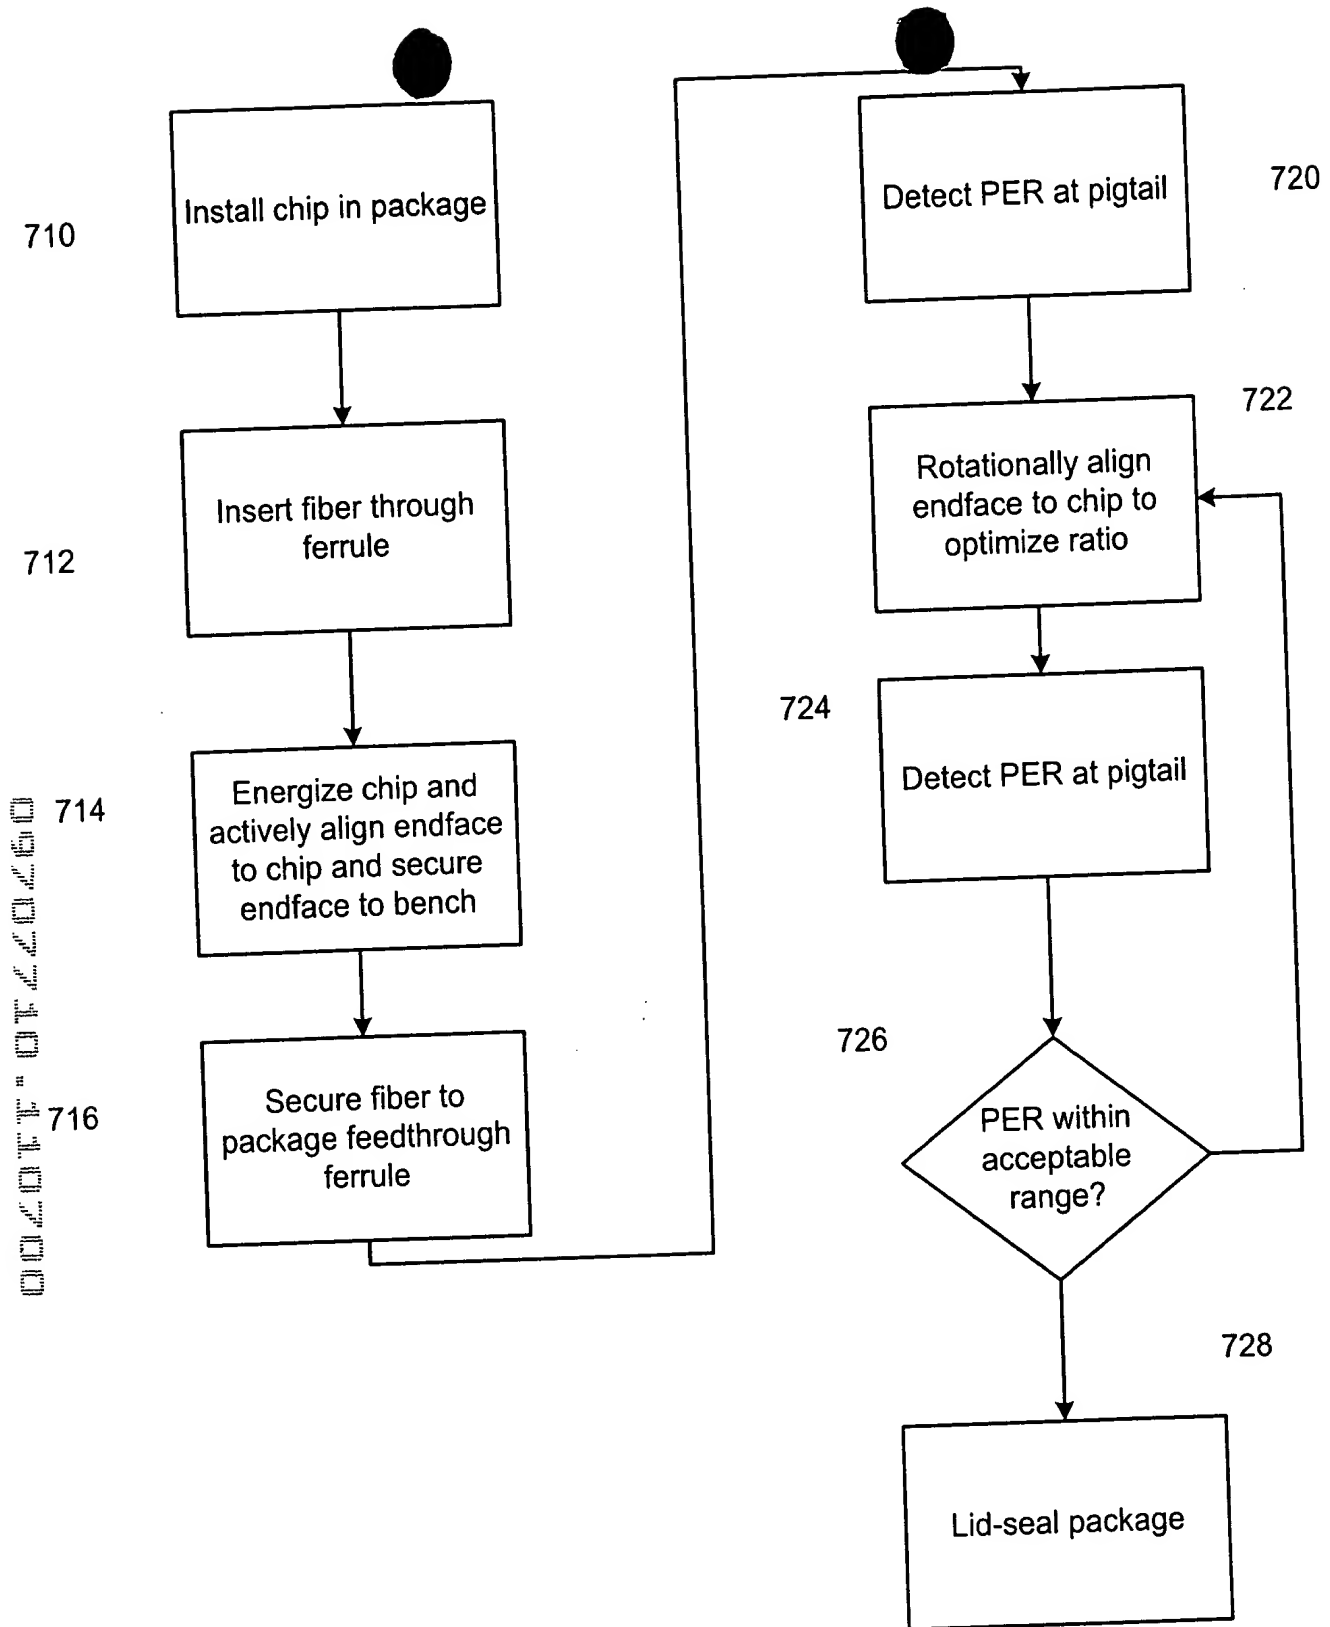 710
Install chip in package
712
Insert fiber through
ferrule
714
Energize chip and
actively align endface
to chip and secure
endface to bench
716
Secure fiber to
package feedthrough
ferrule
720
Detect PER at pigtail
722
Rotationally align
endface to chip to
optimize ratio
724
Detect PER at pigtail
726
PER within
acceptable
range?
728
Lid-seal package
09707710.110700